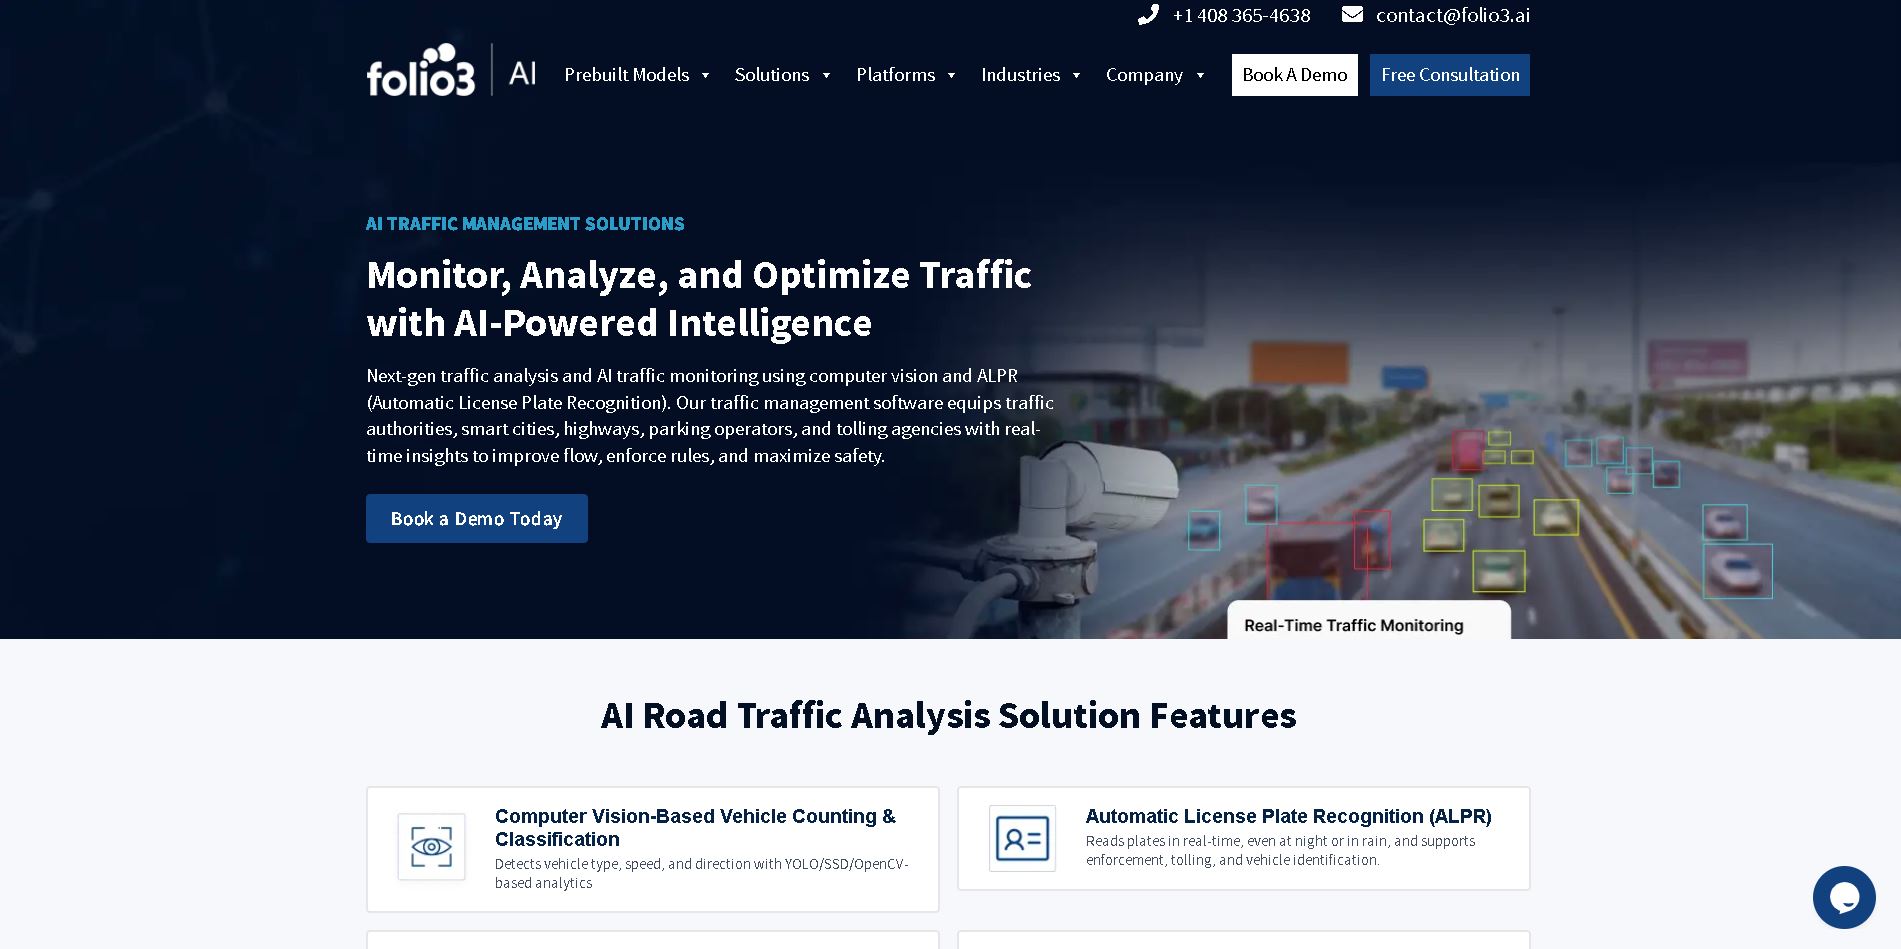 +1 408 365-4638
contact@folio3.ai
folio3 | AI
Prebuilt Models
Solutions
Platforms
Industries
Company
Book A Demo
Free Consultation
AI TRAFFIC MANAGEMENT SOLUTIONS
Monitor, Analyze, and Optimize Traffic
with AI-Powered Intelligence
Next-gen traffic analysis and AI traffic monitoring using computer vision and ALPR
(Automatic License Plate Recognition). Our traffic management software equips traffic
authorities, smart cities, highways, parking operators, and tolling agencies with real-
time insights to improve flow, enforce rules, and maximize safety.
Book a Demo Today
Real-Time Traffic Monitoring
AI Road Traffic Analysis Solution Features
Computer Vision-Based Vehicle Counting &
Classification
Detects vehicle type, speed, and direction with YOLO/SSD/OpenCV-
based analytics
Automatic License Plate Recognition (ALPR)
Reads plates in real-time, even at night or in rain, and supports
enforcement, tolling, and vehicle identification.